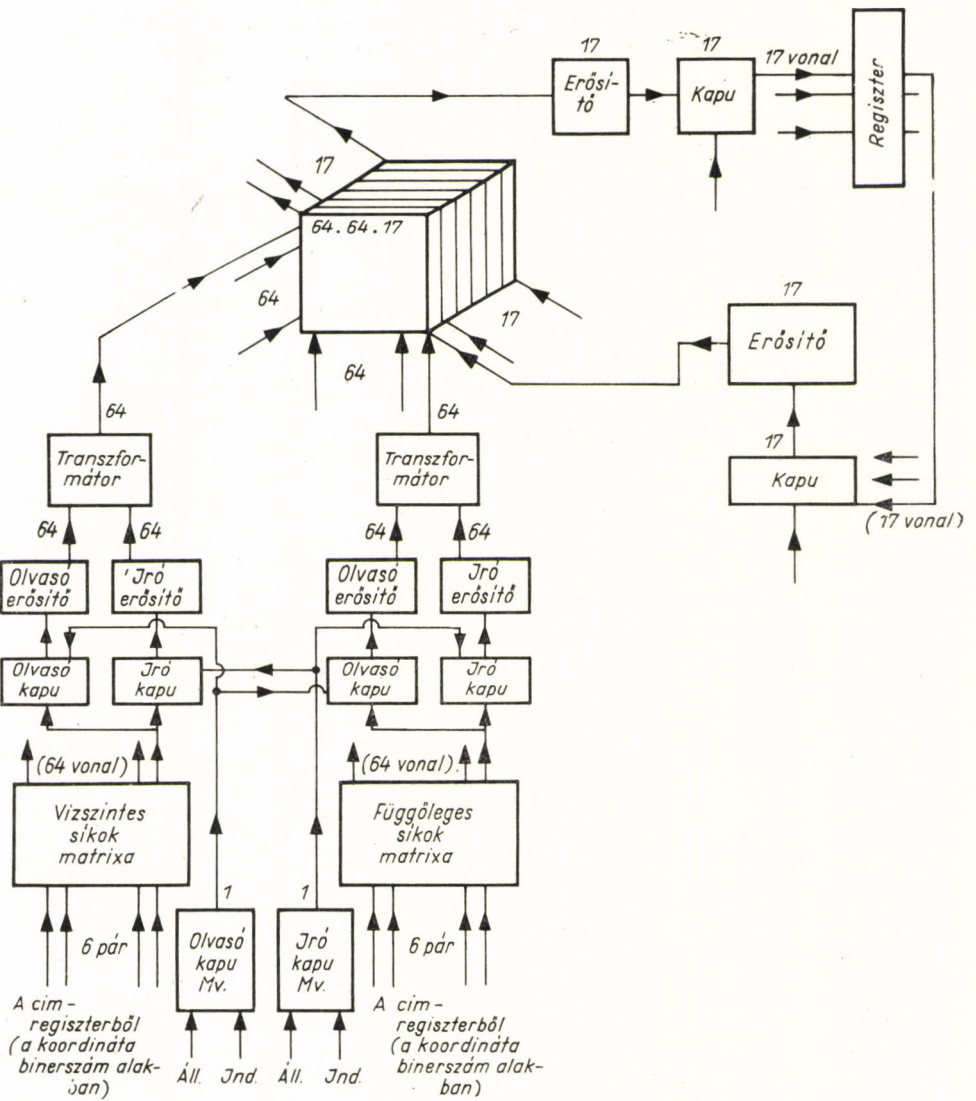 17
17
17 vonal
Erősí-
tő
Kapu
Regiszter
17
64.64.17
64
17
64
17
Erősítő
17
Kapu
(17 vonal)
64
64
Transzfor-
mátor
Transzfor-
mátor
64
64
64
64
Olvasó
erősítő
Jró
erősítő
Olvasó
erősítő
Jró
erősítő
Olvasó
kapu
Jró
kapu
Olvasó
kapu
Jró
kapu
(64 vonal)
(64 vonal).
Vizszintes
síkok
matrixa
Függőleges
síkok
matrixa
1
1
6 pár
Olvasó
kapu
Mv.
Jró
kapu
Mv.
6 pár
A cím-
regiszterből
(a koordináta
binerszám alak-
ban)
Áll.
Jnd.
Áll.
Jnd.
A cím-
regiszterből
(a koordináta
binerszám alak-
ban)